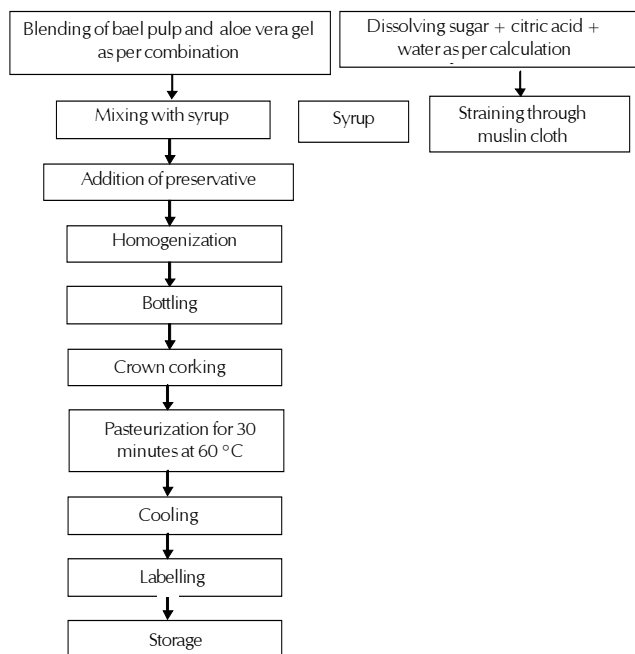 Blending of bael pulp and aloe vera gel
as per combination
Dissolving sugar + citric acid +
water as per calculation
Mixing with syrup
Syrup
Straining through
muslin cloth
Addition of preservative
Homogenization
Bottling
Crown corking
Pasteurization for 30
minutes at 60 °C
Cooling
Labelling
Storage